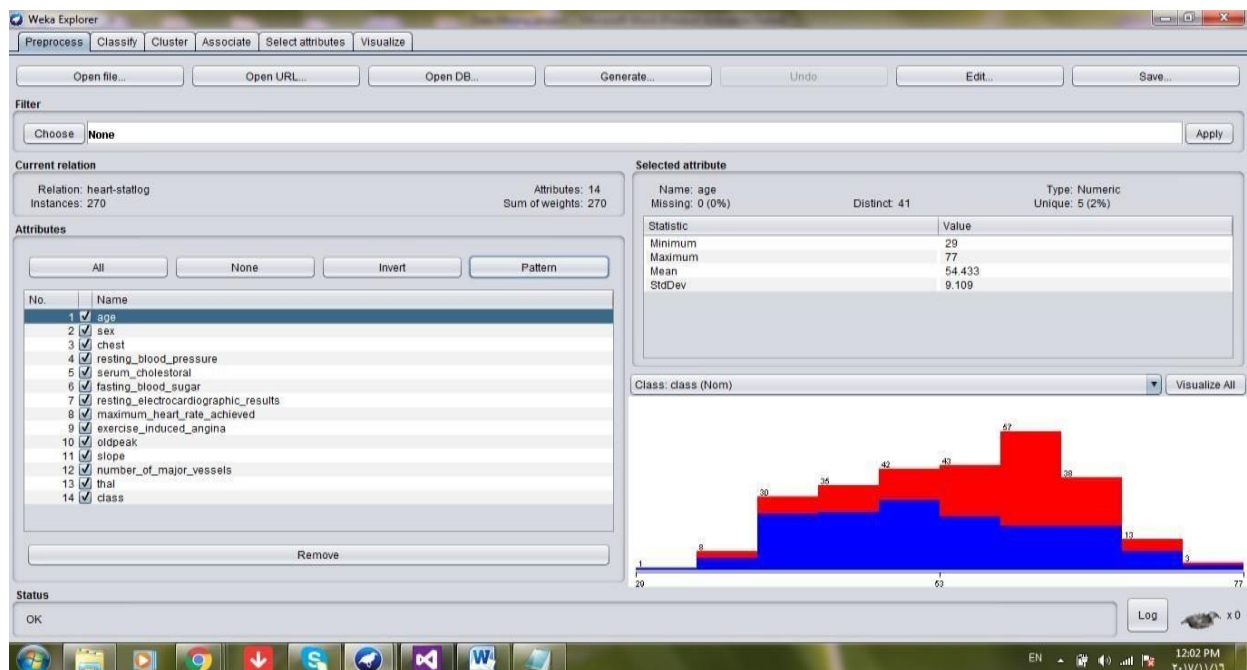 Weka Explorer
Preprocess Classify Cluster Associate Select attributes Visualize
Open file... Open URL... Open DB... Generate... Undo Edit... Save...
Filter
Choose None Apply
Current relation
Relation: heart-statlog Attributes: 14
Instances: 270 Sum of weights: 270
Attributes
All None Invert Pattern
No. Name
1 age
2 sex
3 chest
4 resting_blood_pressure
5 serum_cholestoral
6 fasting_blood_sugar
7 resting_electrocardiographic_results
8 maximum_heart_rate_achieved
9 exercise_induced_angina
10 oldpeak
11 slope
12 number_of_major_vessels
13 thal
14 class
Remove
Selected attribute
Name: age Type: Numeric
Missing: 0 (0%) Distinct: 41 Unique: 5 (2%)
Statistic Value
Minimum 29
Maximum 77
Mean 54.433
StdDev 9.109
Class: class (Nom) Visualize All
1 8 30 35 42 43 57 38 13 3
29 53 77
Status
OK
Log x 0
EN 12:02 PM